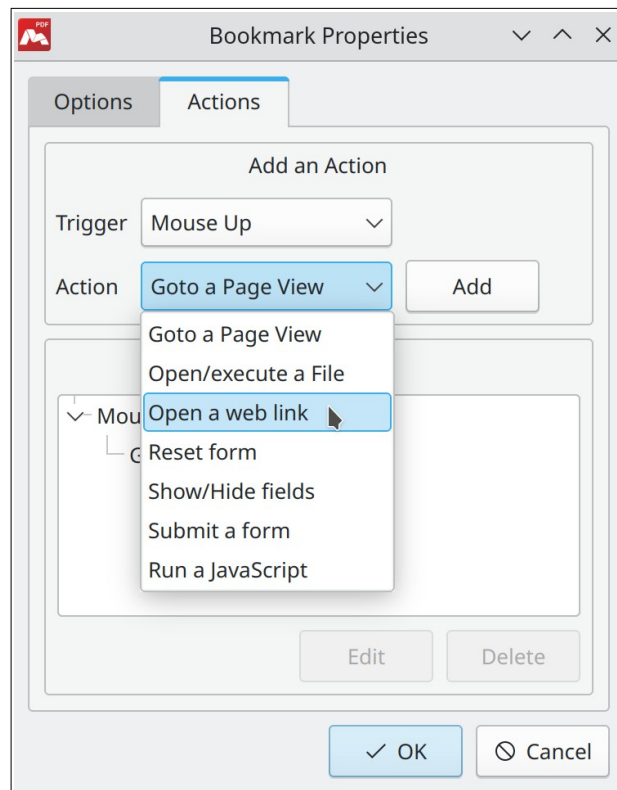 PDF
Bookmark Properties
Options Actions
Add an Action
Trigger Mouse Up
Action Goto a Page View Add
Goto a Page View
Open/execute a File
Open a web link
Reset form
Show/Hide fields
Submit a form
Run a JavaScript
Edit Delete
OK Cancel